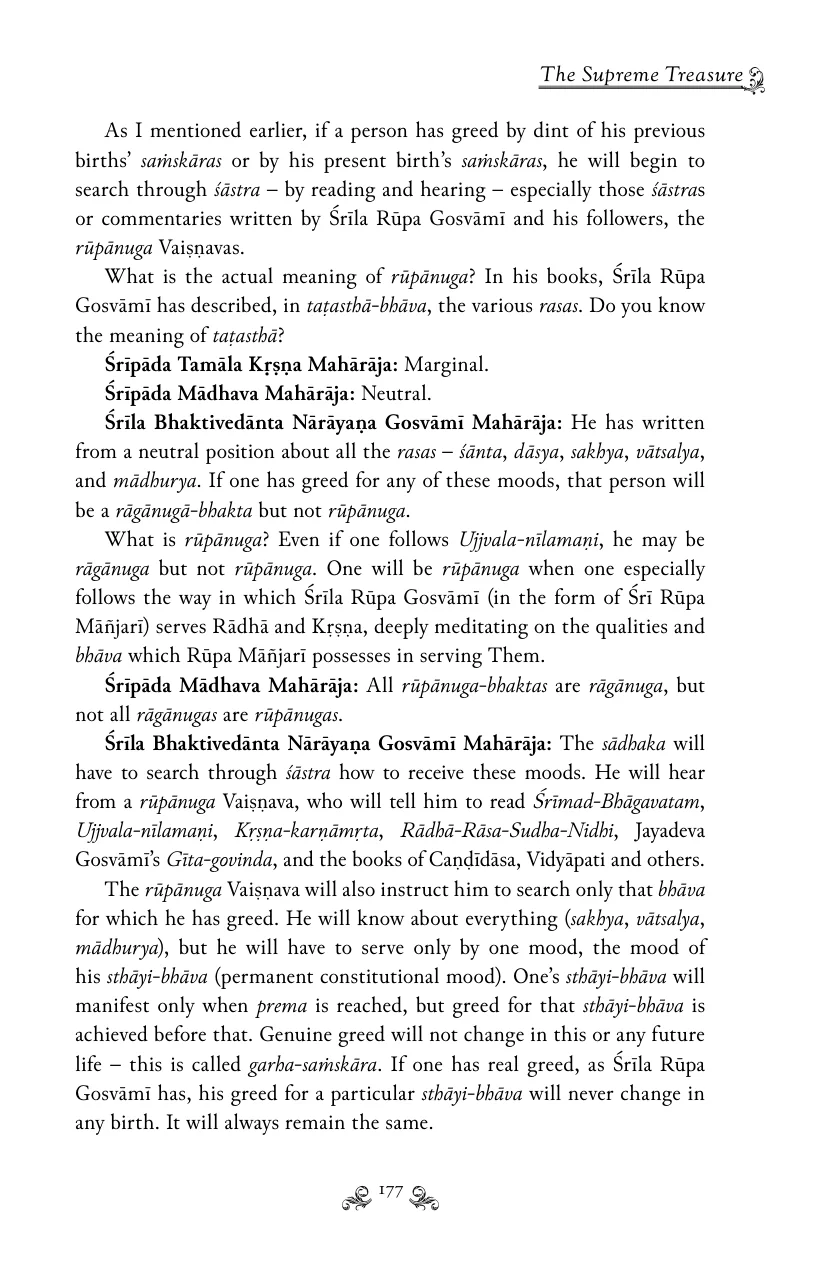 The Supreme Treasure
As I mentioned earlier, if a person has greed by dint of his previous
births’ saṁskāras or by his present birth’s saṁskāras, he will begin to
search through śāstra – by reading and hearing – especially those śāstras
or commentaries written by Śrīla Rūpa Gosvāmī and his followers, the
rūpānuga Vaiṣṇavas.
What is the actual meaning of rūpānuga? In his books, Śrīla Rūpa
Gosvāmī has described, in taṭasthā-bhāva, the various rasas. Do you know
the meaning of taṭasthā?
Śrīpāda Tamāla Kṛṣṇa Mahārāja: Marginal.
Śrīpāda Mādhava Mahārāja: Neutral.
Śrīla Bhaktivedānta Nārāyaṇa Gosvāmī Mahārāja: He has written
from a neutral position about all the rasas – śānta, dāsya, sakhya, vātsalya,
and mādhurya. If one has greed for any of these moods, that person will
be a rāgānugā-bhakta but not rūpānuga.
What is rūpānuga? Even if one follows Ujjvala-nīlamaṇi, he may be
rāgānuga but not rūpānuga. One will be rūpānuga when one especially
follows the way in which Śrīla Rūpa Gosvāmī (in the form of Śrī Rūpa
Māñjarī) serves Rādhā and Kṛṣṇa, deeply meditating on the qualities and
bhāva which Rūpa Māñjarī possesses in serving Them.
Śrīpāda Mādhava Mahārāja: All rūpānuga-bhaktas are rāgānuga, but
not all rāgānugas are rūpānugas.
Śrīla Bhaktivedānta Nārāyaṇa Gosvāmī Mahārāja: The sādhaka will
have to search through śāstra how to receive these moods. He will hear
from a rūpānuga Vaiṣṇava, who will tell him to read Śrīmad-Bhāgavatam,
Ujjvala-nīlamaṇi, Kṛṣṇa-karṇāmṛta, Rādhā-Rāsa-Sudha-Nidhi, Jayadeva
Gosvāmī’s Gīta-govinda, and the books of Caṇḍīdāsa, Vidyāpati and others.
The rūpānuga Vaiṣṇava will also instruct him to search only that bhāva
for which he has greed. He will know about everything (sakhya, vātsalya,
mādhurya), but he will have to serve only by one mood, the mood of
his sthāyi-bhāva (permanent constitutional mood). One’s sthāyi-bhāva will
manifest only when prema is reached, but greed for that sthāyi-bhāva is
achieved before that. Genuine greed will not change in this or any future
life – this is called garha-saṁskāra. If one has real greed, as Śrīla Rūpa
Gosvāmī has, his greed for a particular sthāyi-bhāva will never change in
any birth. It will always remain the same.
177